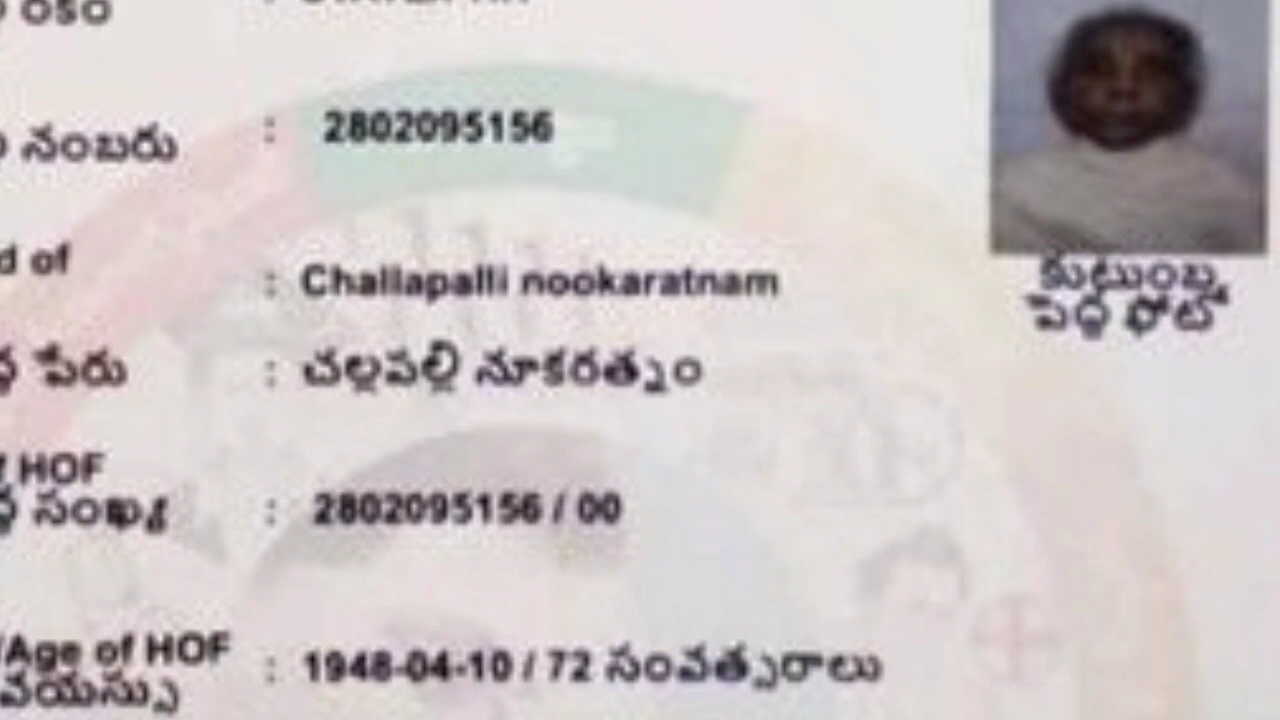 రకం :
నంబరు : 2802095156
d of : Challapalli nookaratnam
పేరు : చల్లపల్లి నూకరత్నం
HOF
సంఖ్య : 2802095156 / 00
/Age of HOF : 1948-04-10 / 72 సంవత్సరాలు
వయస్సు
కుటుంబ
పెద్ద ఫోటో